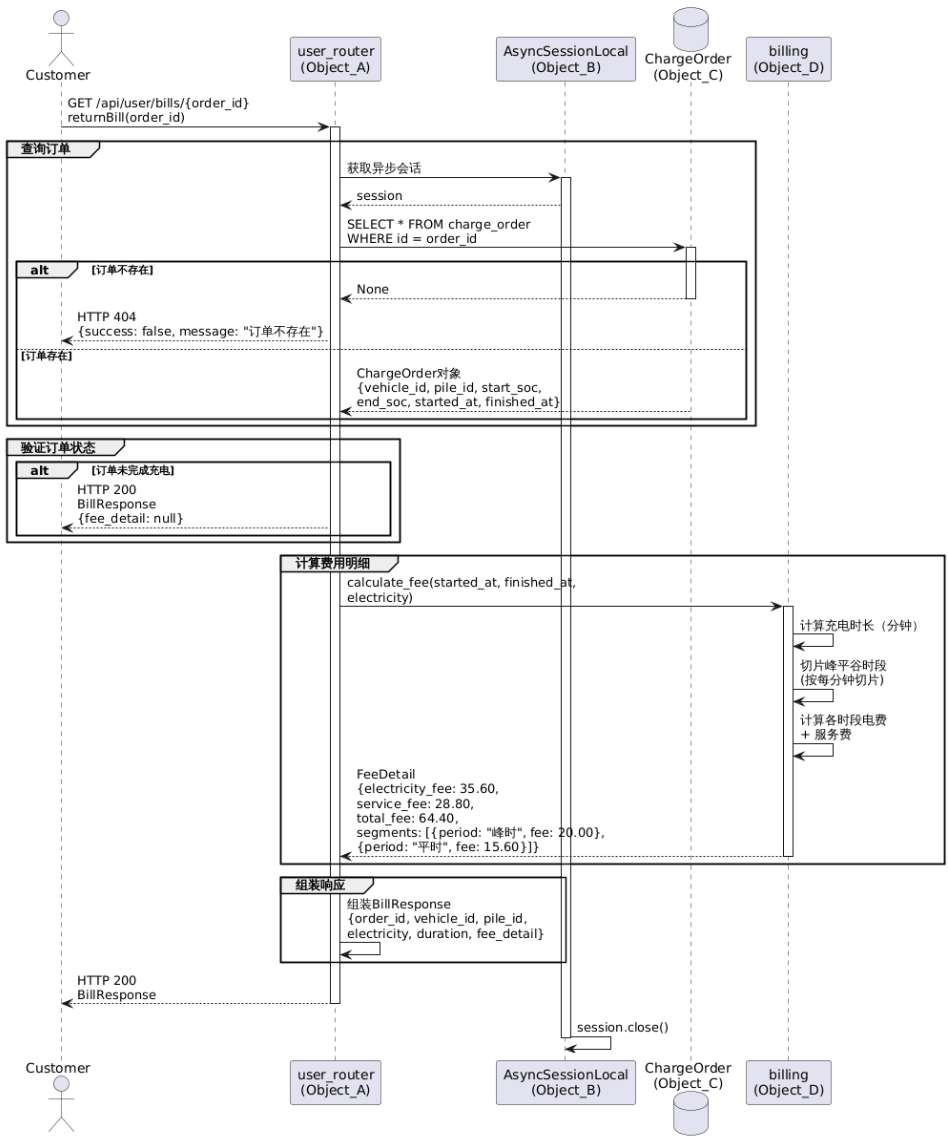 Customer
user_router
(Object_A)
AsyncSessionLocal
(Object_B)
ChargeOrder
(Object_C)
billing
(Object_D)
GET /api/user/bills/{order_id}
returnBill(order_id)
查询订单
获取异步会话
session
SELECT * FROM charge_order
WHERE id = order_id
alt
[订单不存在]
None
HTTP 404
{success: false, message: "订单不存在"}
[订单存在]
ChargeOrder对象
{vehicle_id, pile_id, start_soc,
end_soc, started_at, finished_at}
验证订单状态
alt
[订单未完成充电]
HTTP 200
BillResponse
{fee_detail: null}
计算费用明细
calculate_fee(started_at, finished_at,
electricity)
计算充电时长（分钟）
切片峰平谷时段
(按每分钟切片)
计算各时段电费
+ 服务费
FeeDetail
{electricity_fee: 35.60,
service_fee: 28.80,
total_fee: 64.40,
segments: [{period: "峰时", fee: 20.00},
{period: "平时", fee: 15.60}]}
组装响应
组装BillResponse
{order_id, vehicle_id, pile_id,
electricity, duration, fee_detail}
HTTP 200
BillResponse
session.close()
Customer
user_router
(Object_A)
AsyncSessionLocal
(Object_B)
ChargeOrder
(Object_C)
billing
(Object_D)